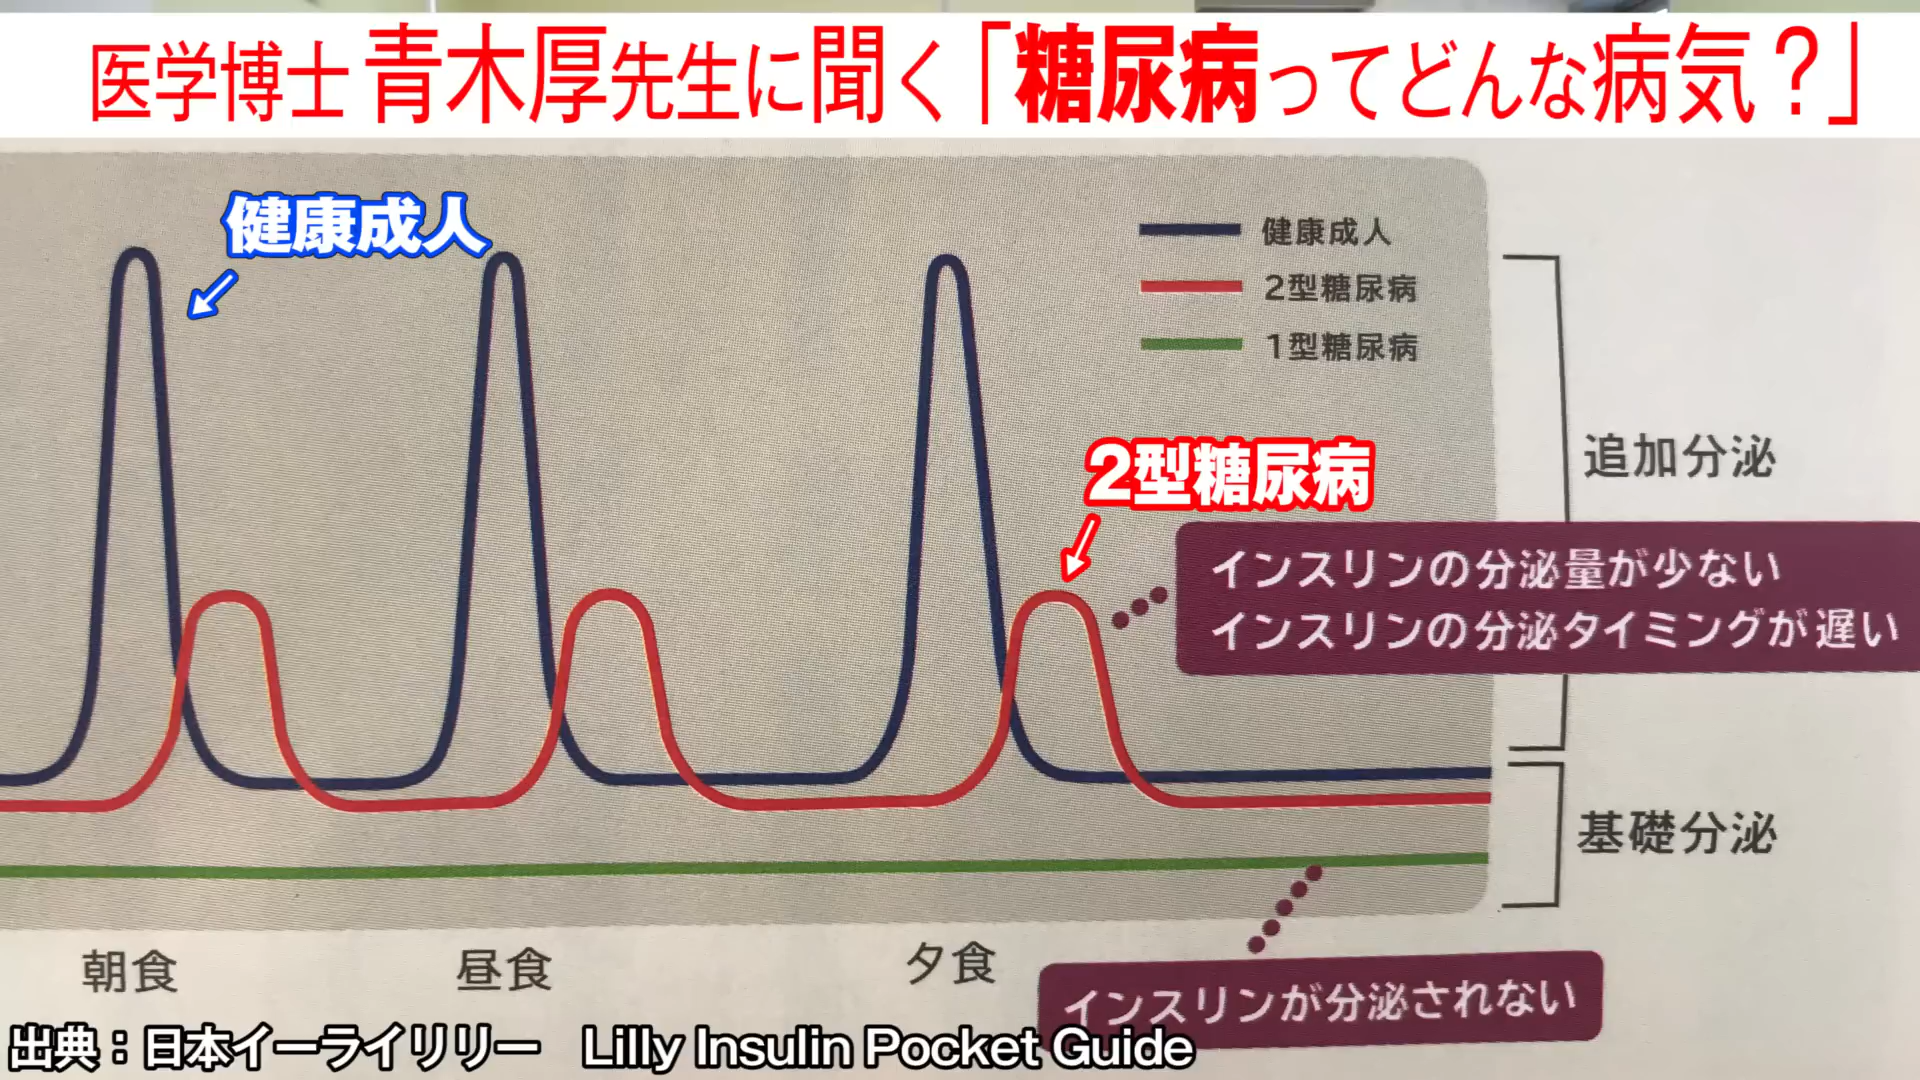 医学博士 青木厚先生に聞く「糖尿病ってどんな病気？」
健康成人
健康成人
2型糖尿病
1型糖尿病
追加分泌
2型糖尿病
インスリンの分泌量が少ない
インスリンの分泌タイミングが遅い
基礎分泌
朝食
昼食
夕食
インスリンが分泌されない
出典：日本イーライリリー　Lilly Insulin Pocket Guide